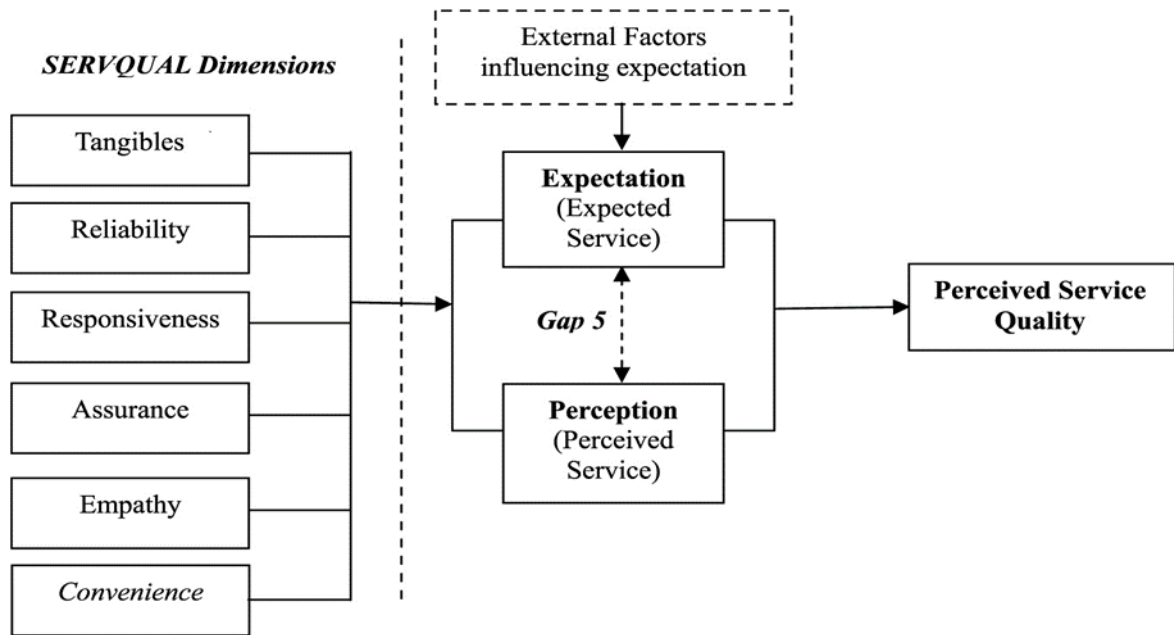 SERVQUAL Dimensions
Tangibles
Reliability
Responsiveness
Assurance
Empathy
Convenience
External Factors
influencing expectation
Expectation
(Expected
Service)
Gap 5
Perception
(Perceived
Service)
Perceived Service
Quality